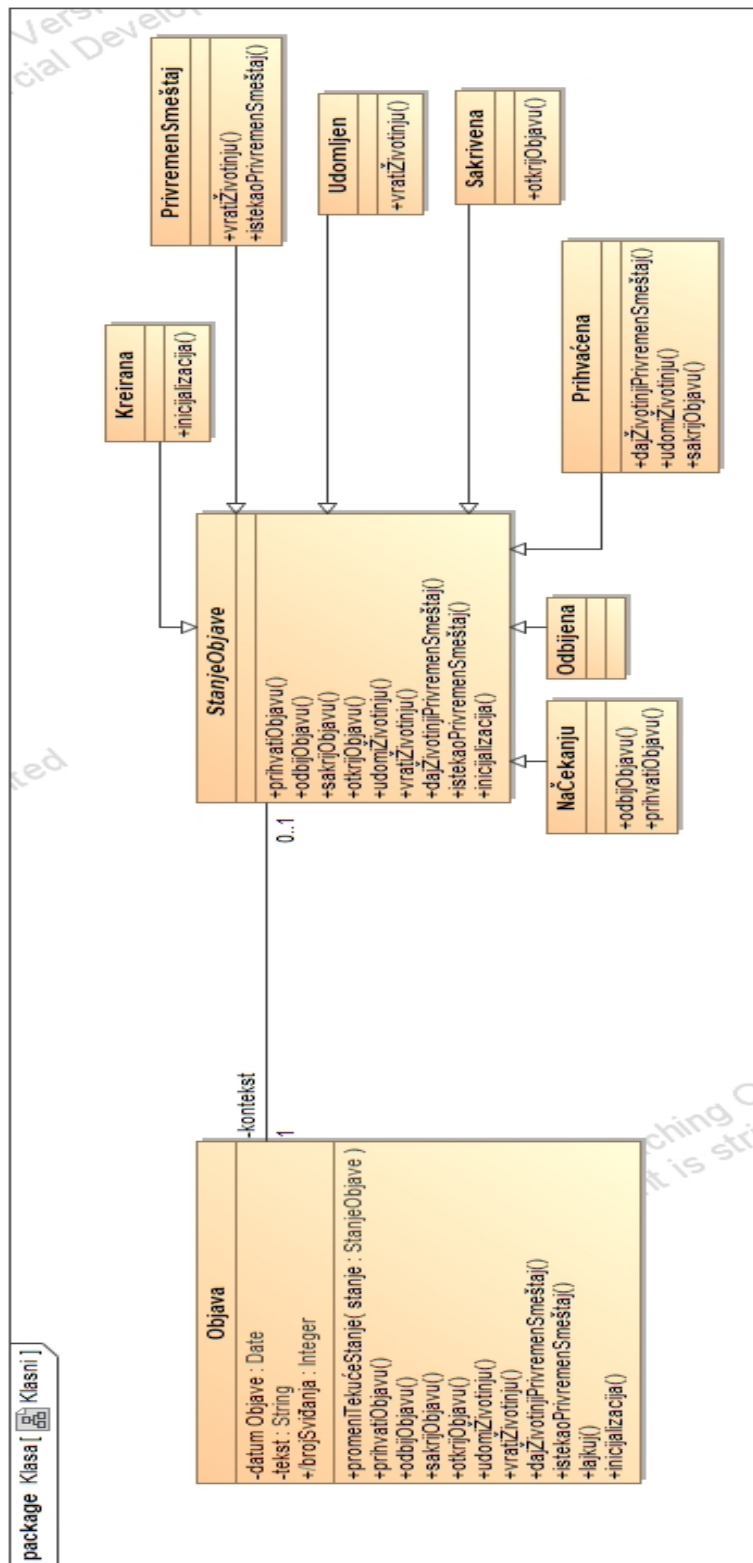 package Klasa[ Klasni ]
Objava
-datum Objave : Date
-tekst : String
+/brojSviđanja : Integer
+promeniTekućeStanje( stanje : StanjeObjave )
+prihvatiObjavu()
+odbijObjavu()
+sakrijObjavu()
+otkrijObjavu()
+udomiŽivotinju()
+vratiŽivotinju()
+dajŽivotinjiPrivremenSmeštaj()
+istekaoPrivremenSmeštaj()
+lajkuj()
+inicijalizacija()
-kontekst
1
0..1
StanjeObjave
+prihvatiObjavu()
+odbijObjavu()
+sakrijObjavu()
+otkrijObjavu()
+udomiŽivotinju()
+vratiŽivotinju()
+dajŽivotinjiPrivremenSmeštaj()
+istekaoPrivremenSmeštaj()
+inicijalizacija()
Kreirana
+inicijalizacija()
PrivremenSmeštaj
+vratiŽivotinju()
+istekaoPrivremenSmeštaj()
Udomljen
+vratiŽivotinju()
Sakrivena
+otkrijObjavu()
Prihvaćena
+dajŽivotinjiPrivremenSmeštaj()
+udomiŽivotinju()
+sakrijObjavu()
Odbijena
NaČekanju
+odbijObjavu()
+prihvatiObjavu()